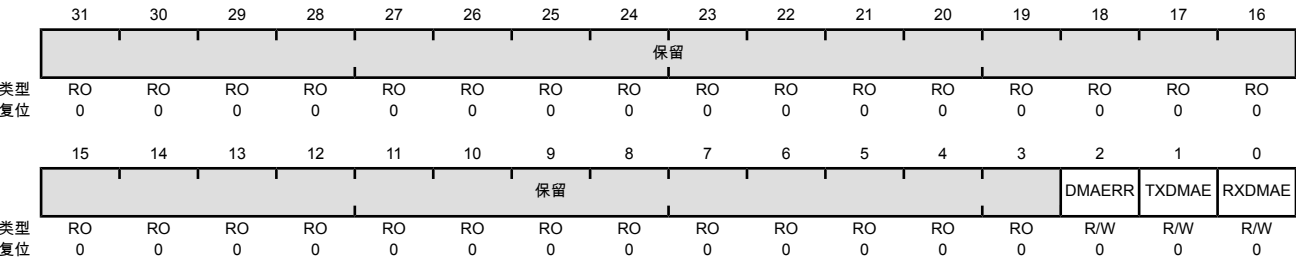 31 30 29 28 27 26 25 24 23 22 21 20 19 18 17 16
保留
类型 RO RO RO RO RO RO RO RO RO RO RO RO RO RO RO RO
复位 0 0 0 0 0 0 0 0 0 0 0 0 0 0 0 0
15 14 13 12 11 10 9 8 7 6 5 4 3 2 1 0
保留 DMAERR TXDMAE RXDMAE
类型 RO RO RO RO RO RO RO RO RO RO RO RO RO R/W R/W R/W
复位 0 0 0 0 0 0 0 0 0 0 0 0 0 0 0 0